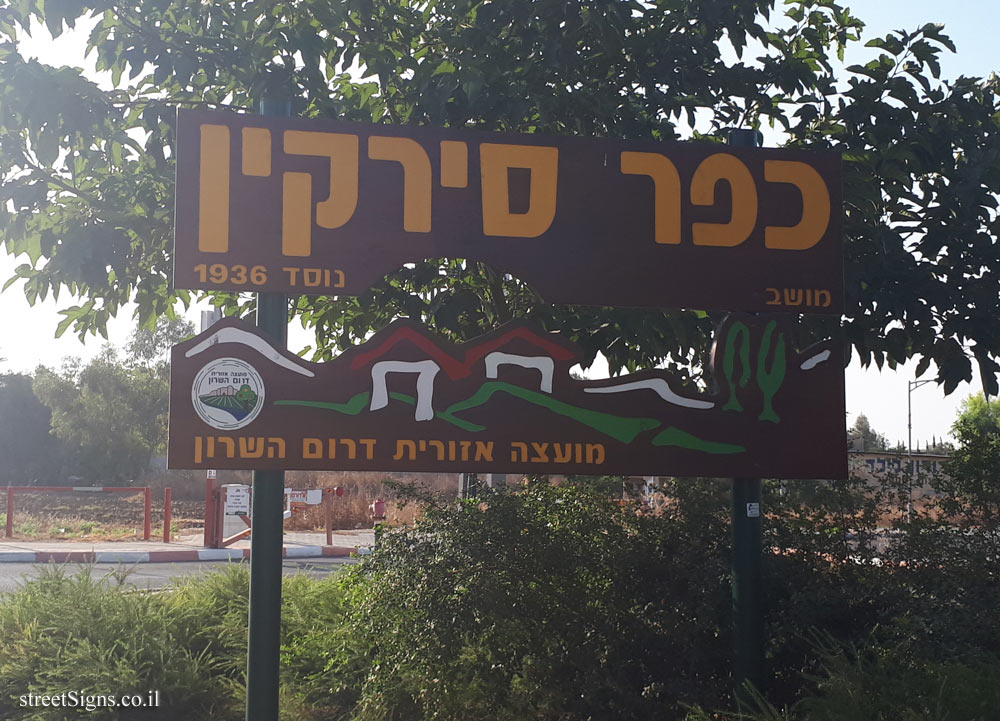 כפר סירקין
מושב
נוסד 1936
מועצה אזורית
דרום השרון
מועצה אזורית דרום השרון
streetSigns.co.il